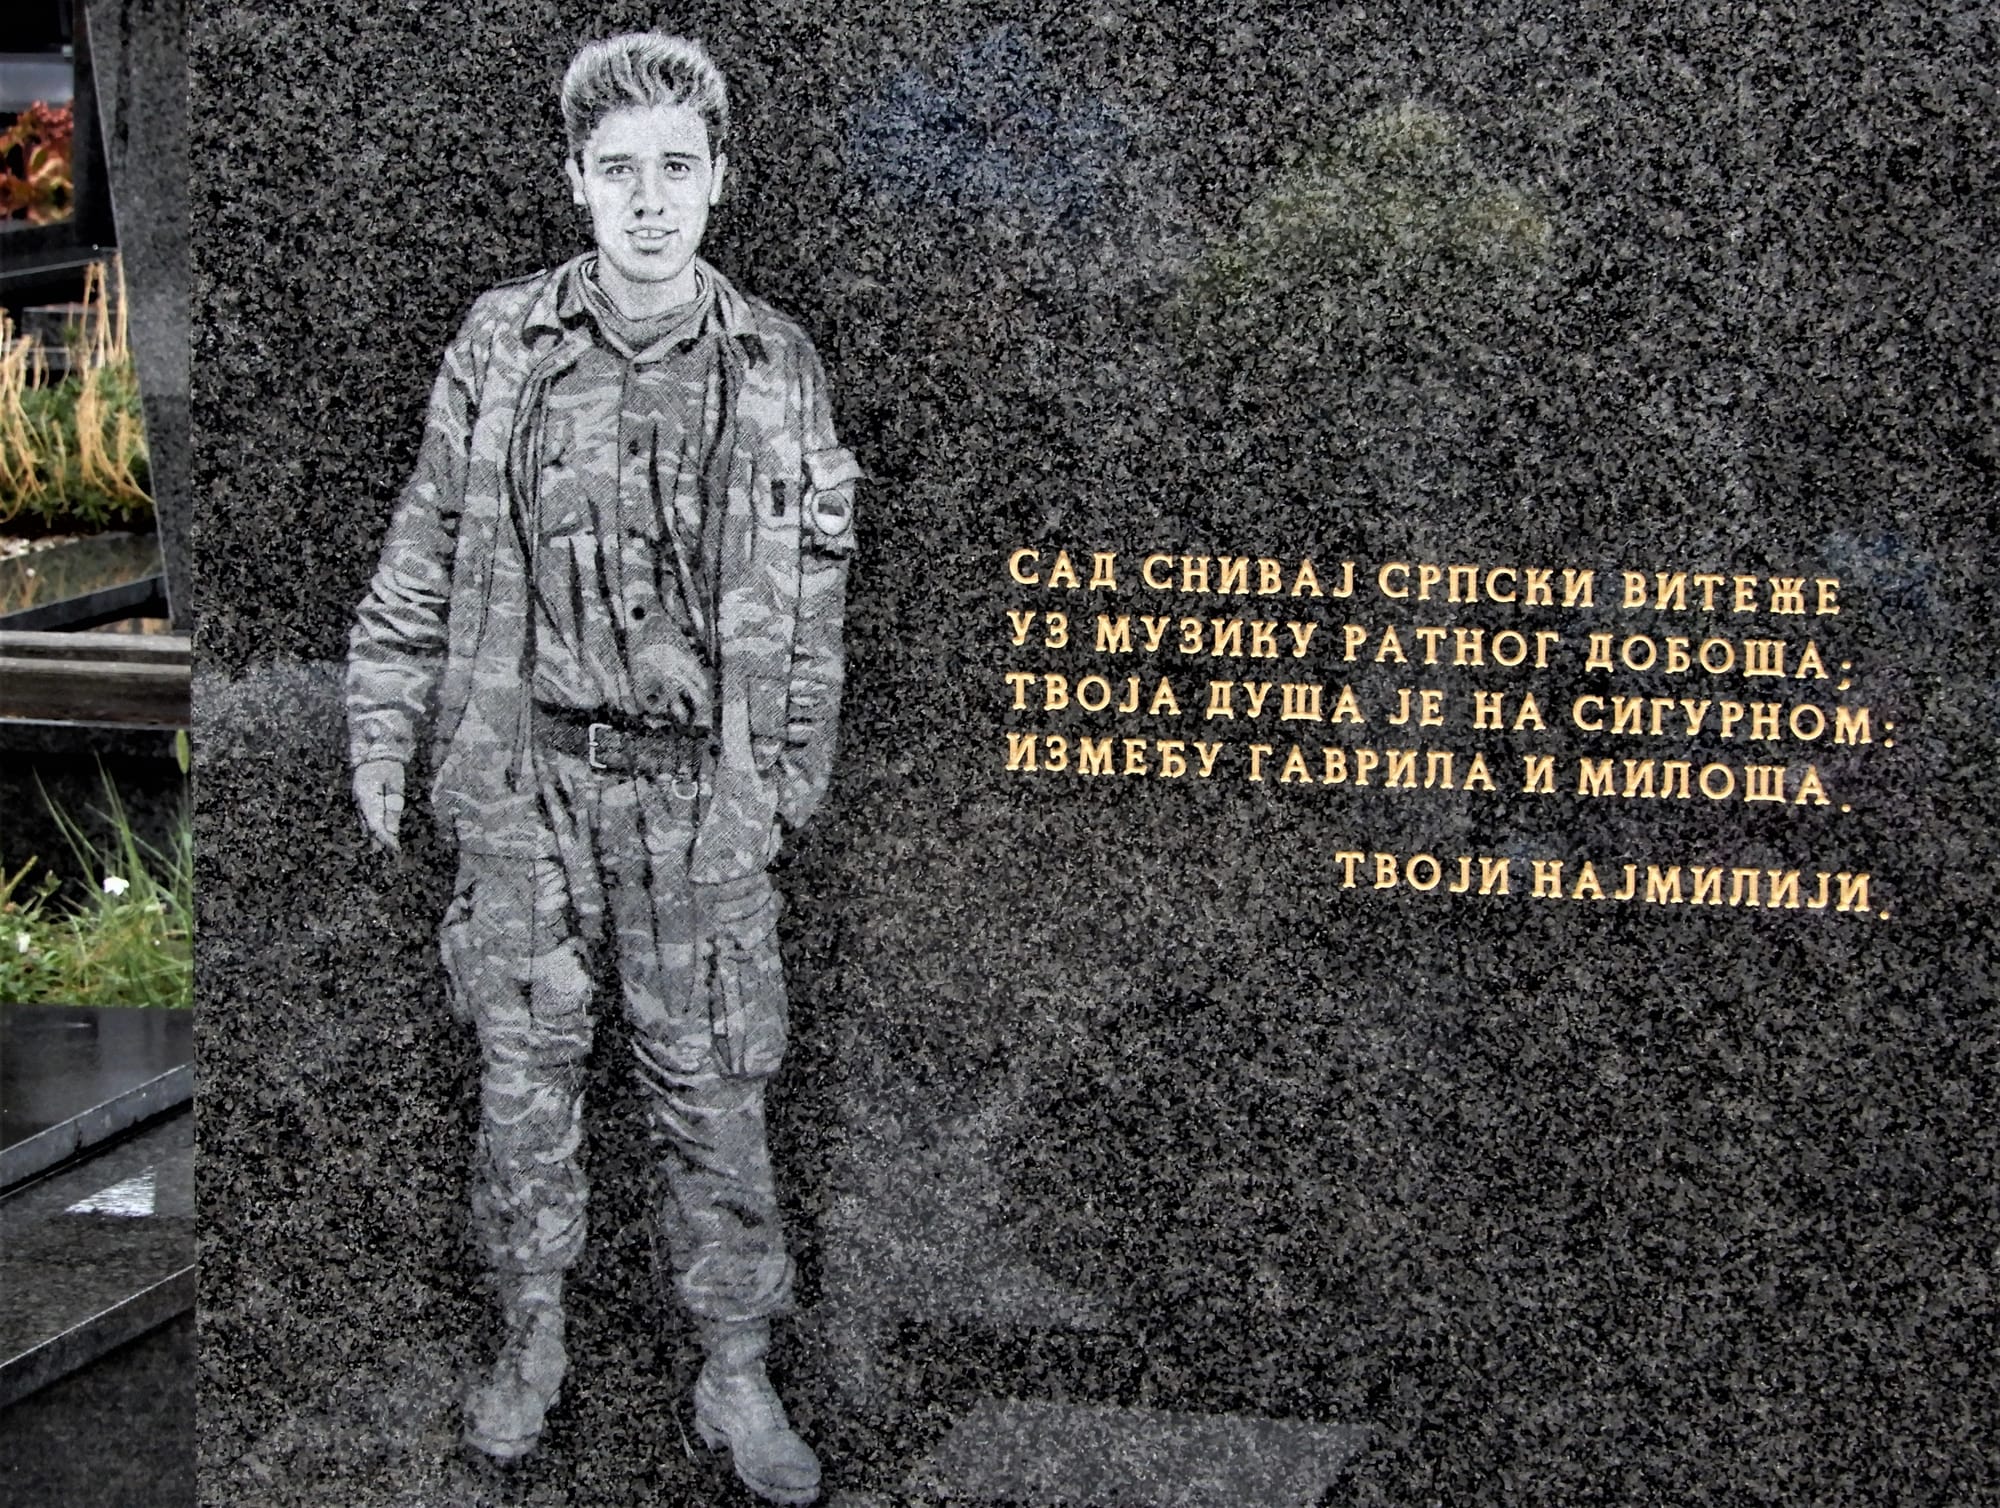 САД СНИВАЈ СРПСКИ ВИТЕЖЕ
УЗ МУЗИКУ РАТНОГ ДОБОША;
ТВОЈА ДУША ЈЕ НА СИГУРНОМ:
ИЗМЕЂУ ГАВРИЛА И МИЛОША.
ТВОЈИ НАЈМИЛИЈИ.